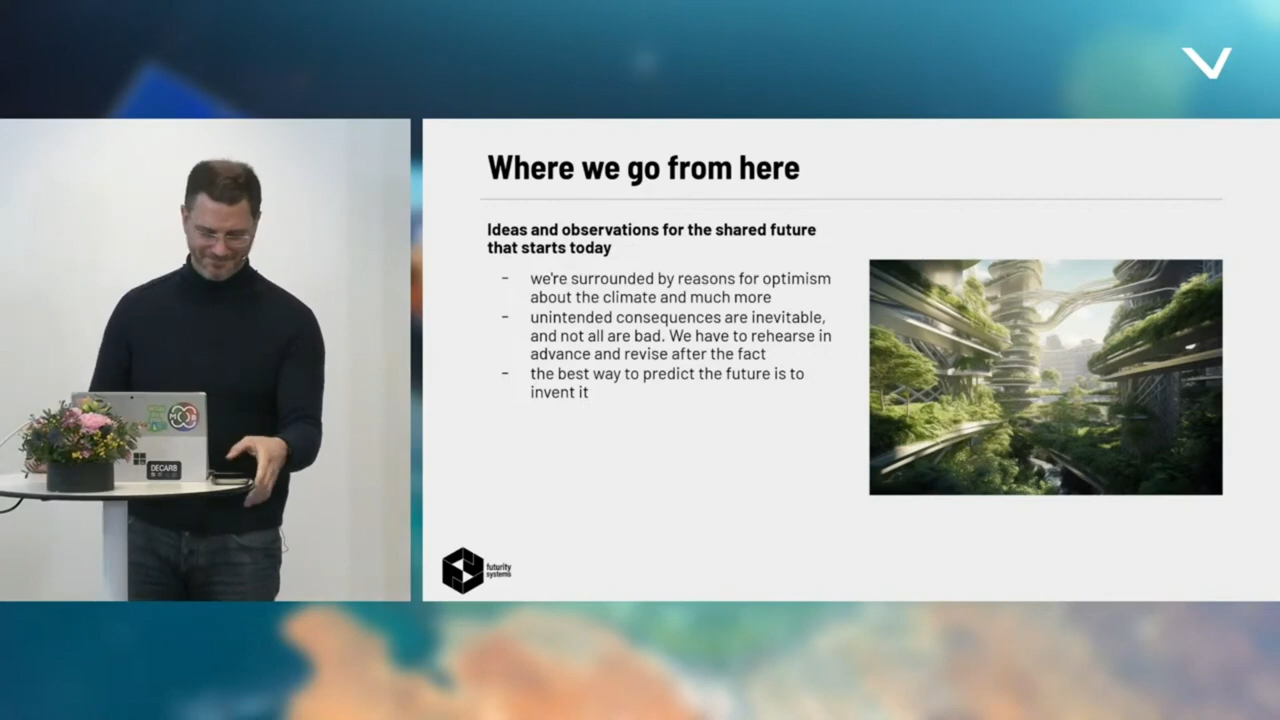 Where we go from here
Ideas and observations for the shared future
that starts today
- we're surrounded by reasons for optimism
about the climate and much more
- unintended consequences are inevitable,
and not all are bad. We have to rehearse in
advance and revise after the fact
- the best way to predict the future is to
invent it
futurity
systems
DECARB